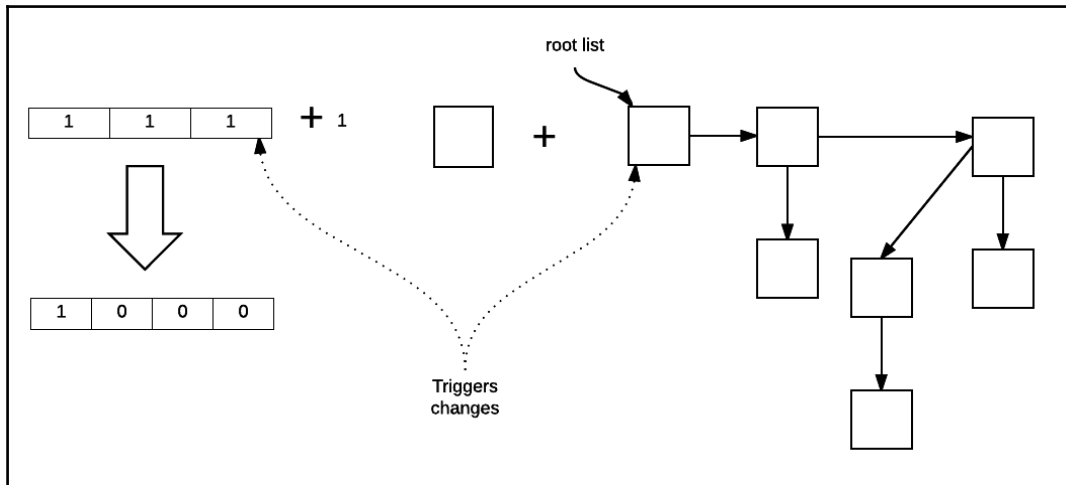 root list
1 1 1 + 1
+
1 0 0 0
Triggers
changes